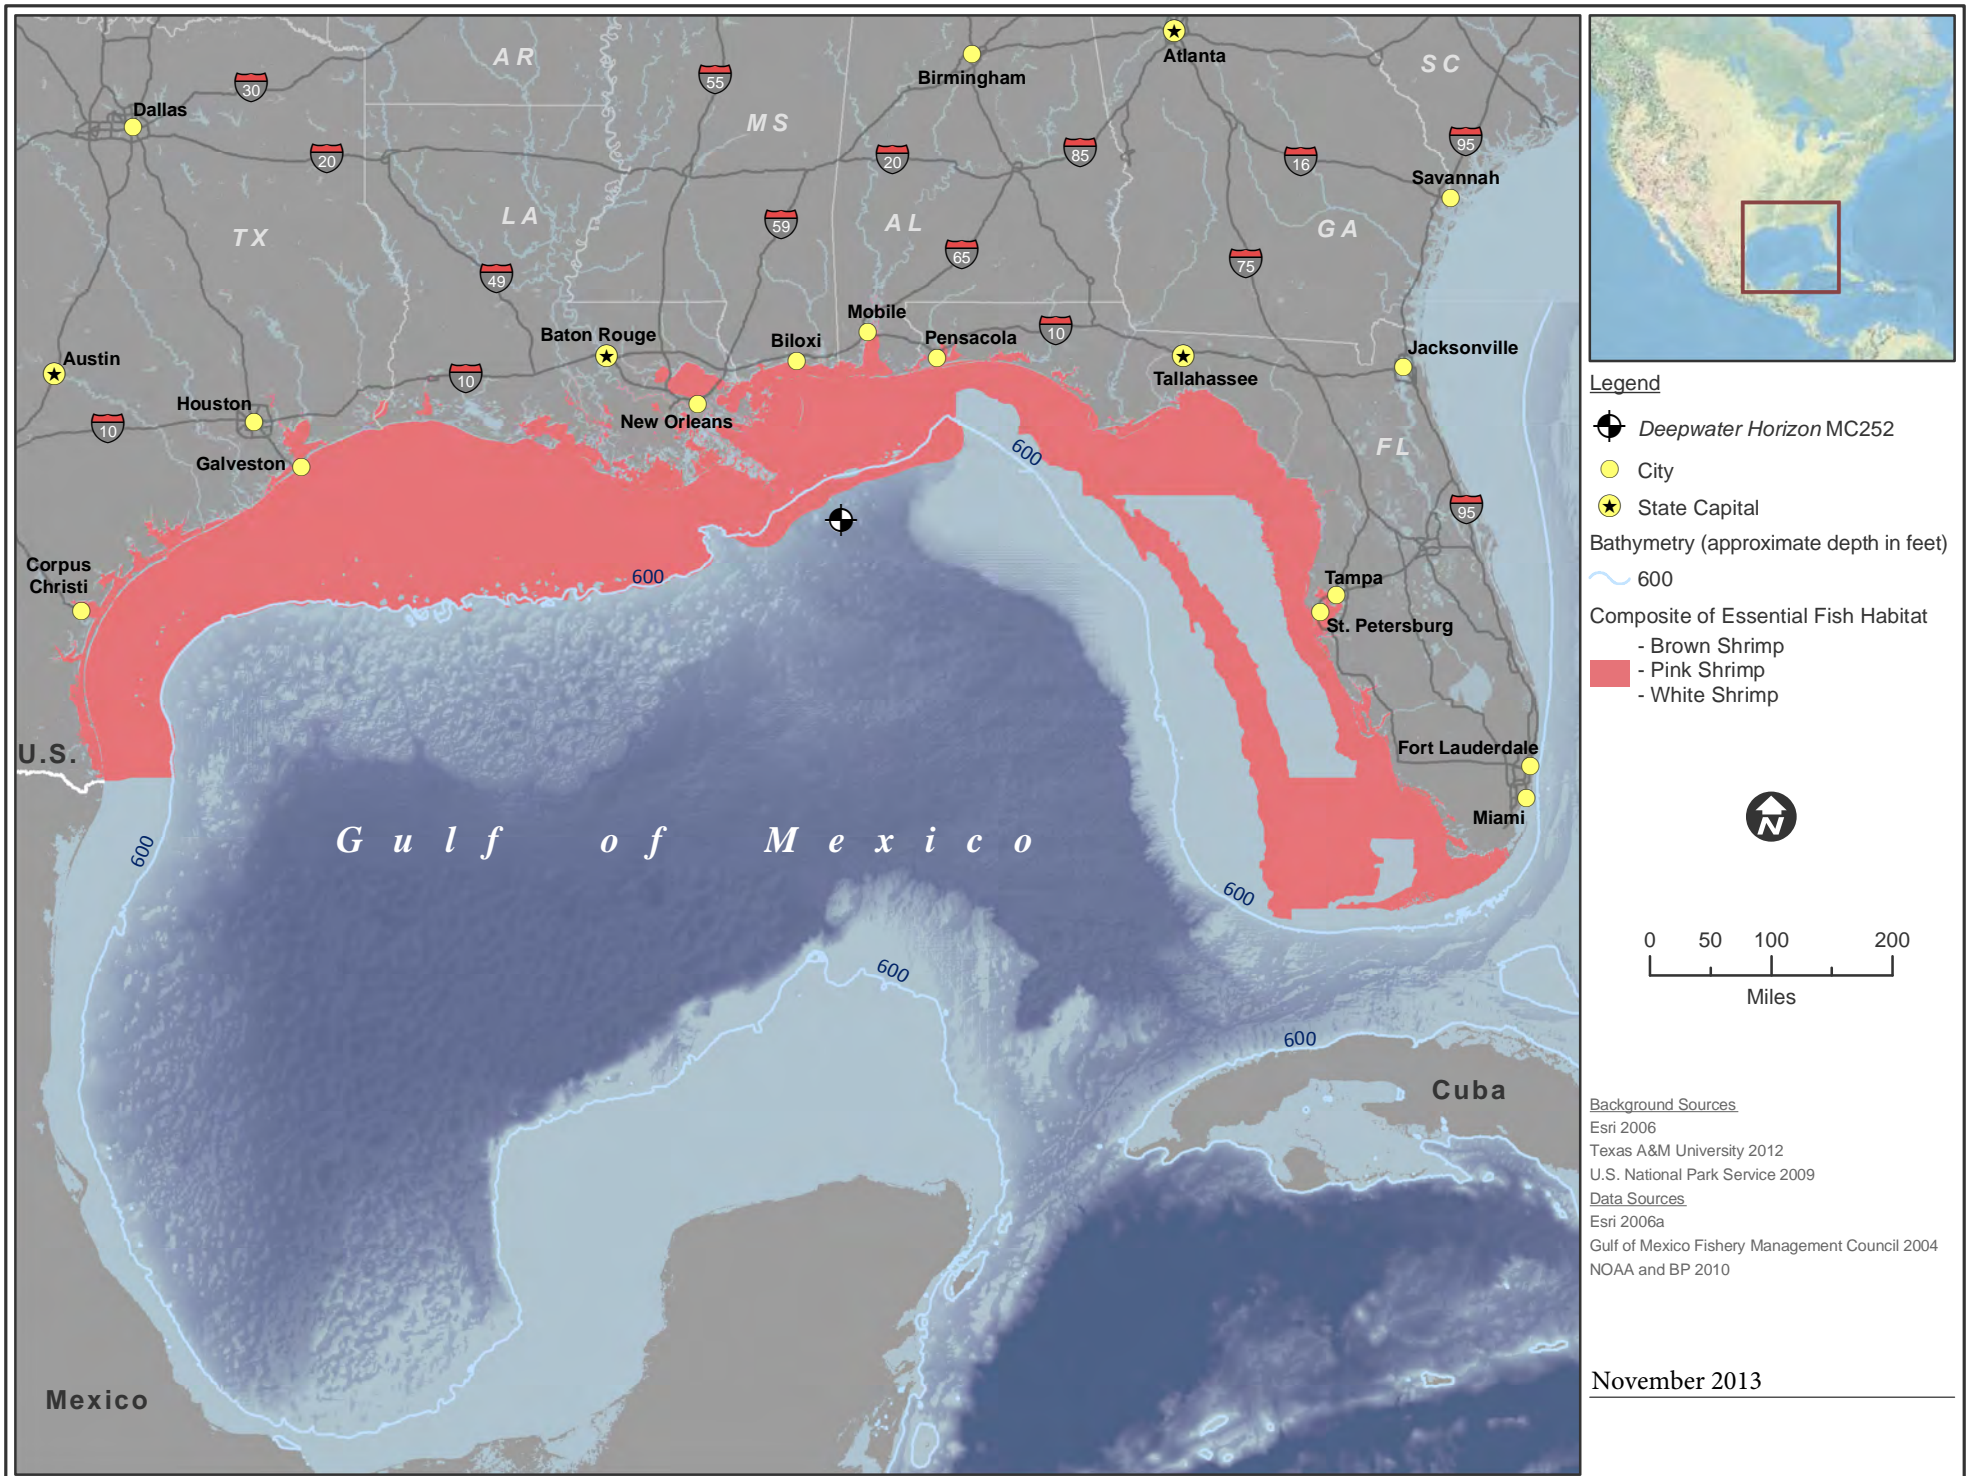 AR
55
Birmingham
Atlanta
SC
30
Dallas
MS
20
20
85
16
95
Savannah
LA
TX
59
AL
65
GA
75
49
Mobile
Baton Rouge
Biloxi
Pensacola
10
Jacksonville
Austin
10
Tallahassee
Houston
10
New Orleans
Galveston
600
FL
95
Corpus
Christi
600
Tampa
St. Petersburg
U.S.
Fort Lauderdale
Miami
600
Gulf of Mexico
600
600
600
Cuba
Mexico
Legend
Deepwater Horizon MC252
City
State Capital
Bathymetry (approximate depth in feet)
600
Composite of Essential Fish Habitat
- Brown Shrimp
- Pink Shrimp
- White Shrimp
N
0 50 100 200
Miles
Background Sources
Esri 2006
Texas A&M University 2012
U.S. National Park Service 2009
Data Sources
Esri 2006a
Gulf of Mexico Fishery Management Council 2004
NOAA and BP 2010
November 2013